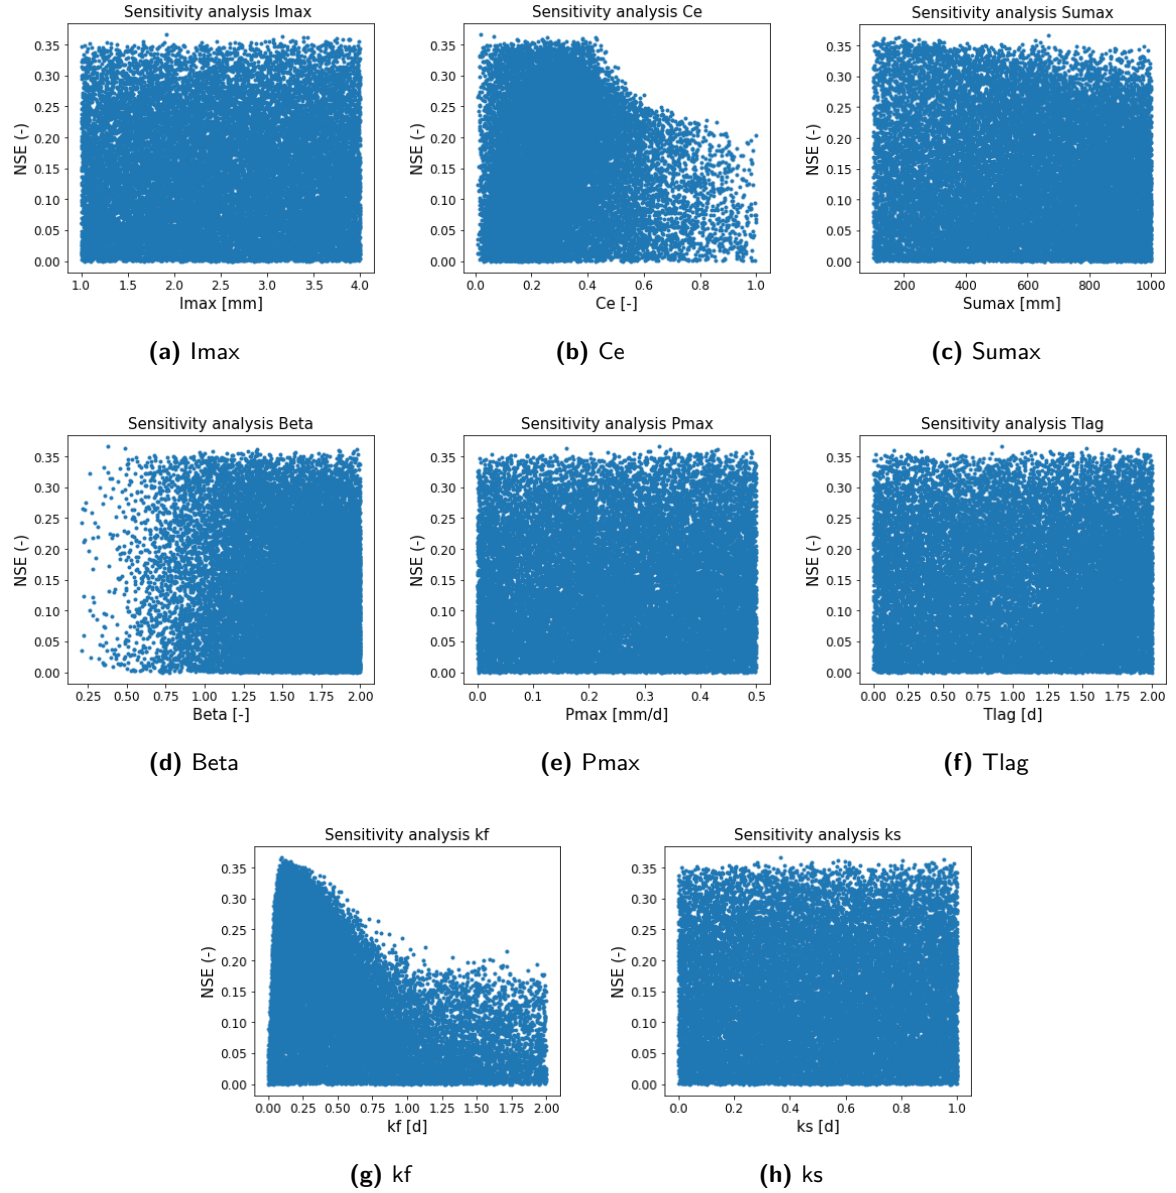 Sensitivity analysis Imax
NSE (-)
0.35
0.30
0.25
0.20
0.15
0.10
0.05
0.00
1.0 1.5 2.0 2.5 3.0 3.5 4.0
Imax [mm]
(a) Imax
Sensitivity analysis Ce
NSE (-)
0.35
0.30
0.25
0.20
0.15
0.10
0.05
0.00
0.0 0.2 0.4 0.6 0.8 1.0
Ce [-]
(b) Ce
Sensitivity analysis Sumax
NSE (-)
0.35
0.30
0.25
0.20
0.15
0.10
0.05
0.00
200 400 600 800 1000
Sumax [mm]
(c) Sumax
Sensitivity analysis Beta
NSE (-)
0.35
0.30
0.25
0.20
0.15
0.10
0.05
0.00
0.25 0.50 0.75 1.00 1.25 1.50 1.75 2.00
Beta [-]
(d) Beta
Sensitivity analysis Pmax
NSE (-)
0.35
0.30
0.25
0.20
0.15
0.10
0.05
0.00
0.0 0.1 0.2 0.3 0.4 0.5
Pmax [mm/d]
(e) Pmax
Sensitivity analysis Tlag
NSE (-)
0.35
0.30
0.25
0.20
0.15
0.10
0.05
0.00
0.00 0.25 0.50 0.75 1.00 1.25 1.50 1.75 2.00
Tlag [d]
(f) Tlag
Sensitivity analysis kf
NSE (-)
0.35
0.30
0.25
0.20
0.15
0.10
0.05
0.00
0.00 0.25 0.50 0.75 1.00 1.25 1.50 1.75 2.00
kf [d]
(g) kf
Sensitivity analysis ks
NSE (-)
0.35
0.30
0.25
0.20
0.15
0.10
0.05
0.00
0.0 0.2 0.4 0.6 0.8 1.0
ks [d]
(h) ks